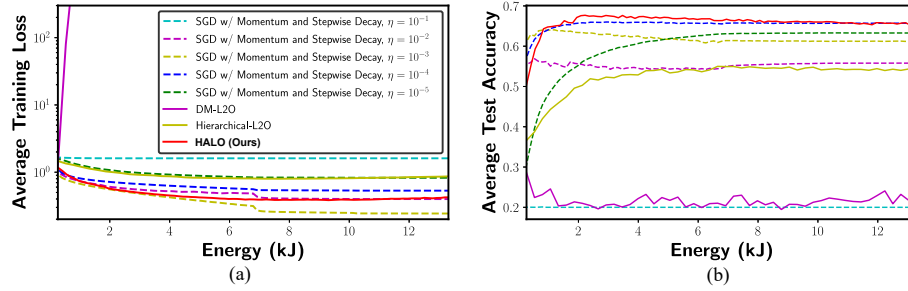 Average Training Loss
10²
10¹
10⁰
SGD w/ Momentum and Stepwise Decay, η = 10⁻¹
SGD w/ Momentum and Stepwise Decay, η = 10⁻²
SGD w/ Momentum and Stepwise Decay, η = 10⁻³
SGD w/ Momentum and Stepwise Decay, η = 10⁻⁴
SGD w/ Momentum and Stepwise Decay, η = 10⁻⁵
DM-L2O
Hierarchical-L2O
HALO (Ours)
2 4 6 8 10 12
Energy (kJ)
(a)
Average Test Accuracy
0.7
0.6
0.5
0.4
0.3
0.2
2 4 6 8 10 12
Energy (kJ)
(b)